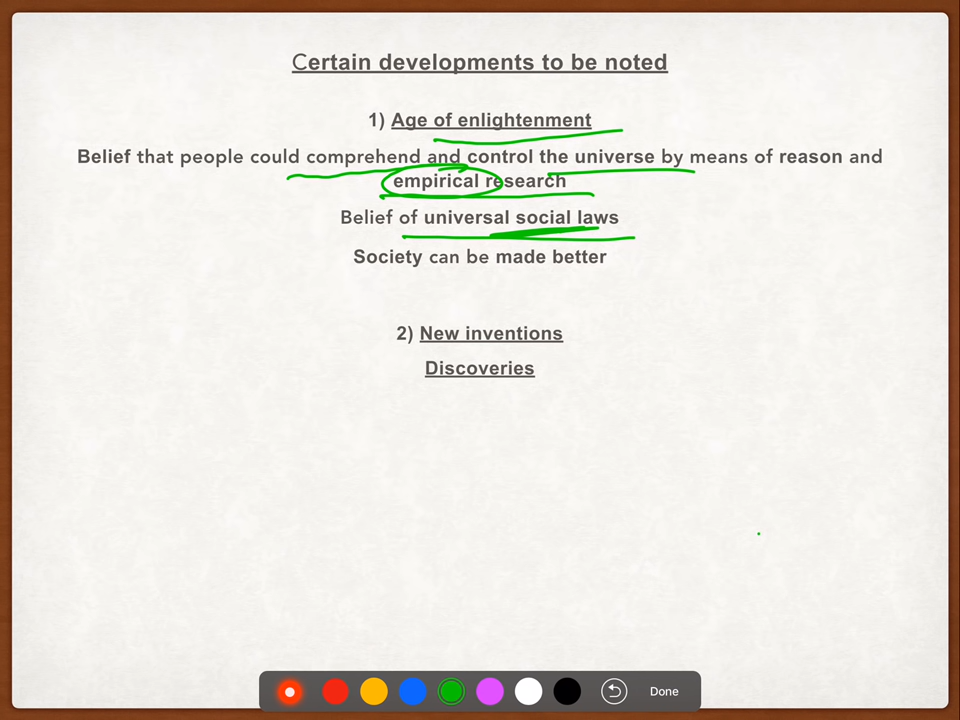 Certain developments to be noted
1) Age of enlightenment
Belief that people could comprehend and control the universe by means of reason and
empirical research
Belief of universal social laws
Society can be made better
2) New inventions
Discoveries
Done